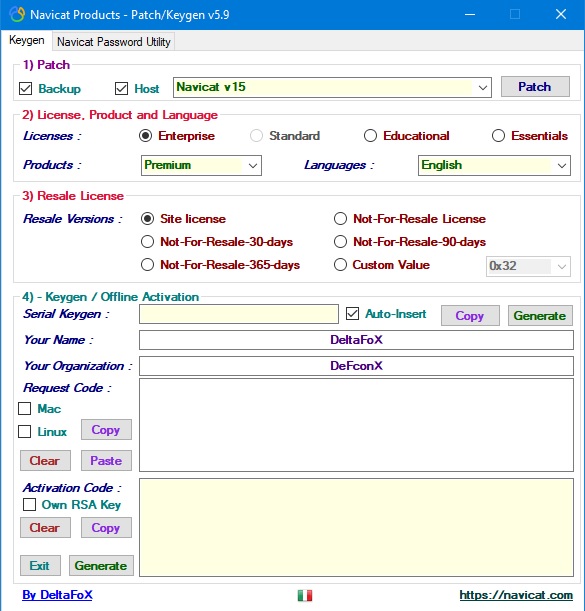 Navicat Products - Patch/Keygen v5.9
Keygen Navicat Password Utility
1) Patch
Backup Host Navicat v15 Patch
2) License, Product and Language
Licenses : Enterprise Standard Educational Essentials
Products : Premium Languages : English
3) Resale License
Resale Versions : Site license Not-For-Resale License
Not-For-Resale-30-days Not-For-Resale-90-days
Not-For-Resale-365-days Custom Value 0x32
4) - Keygen / Offline Activation
Serial Keygen : Auto-Insert Copy Generate
Your Name : DeltaFoX
Your Organization : DeFconX
Request Code :
Mac
Linux Copy
Clear Paste
Activation Code :
Own RSA Key
Clear Copy
Exit Generate
By DeltaFoX https://navicat.com